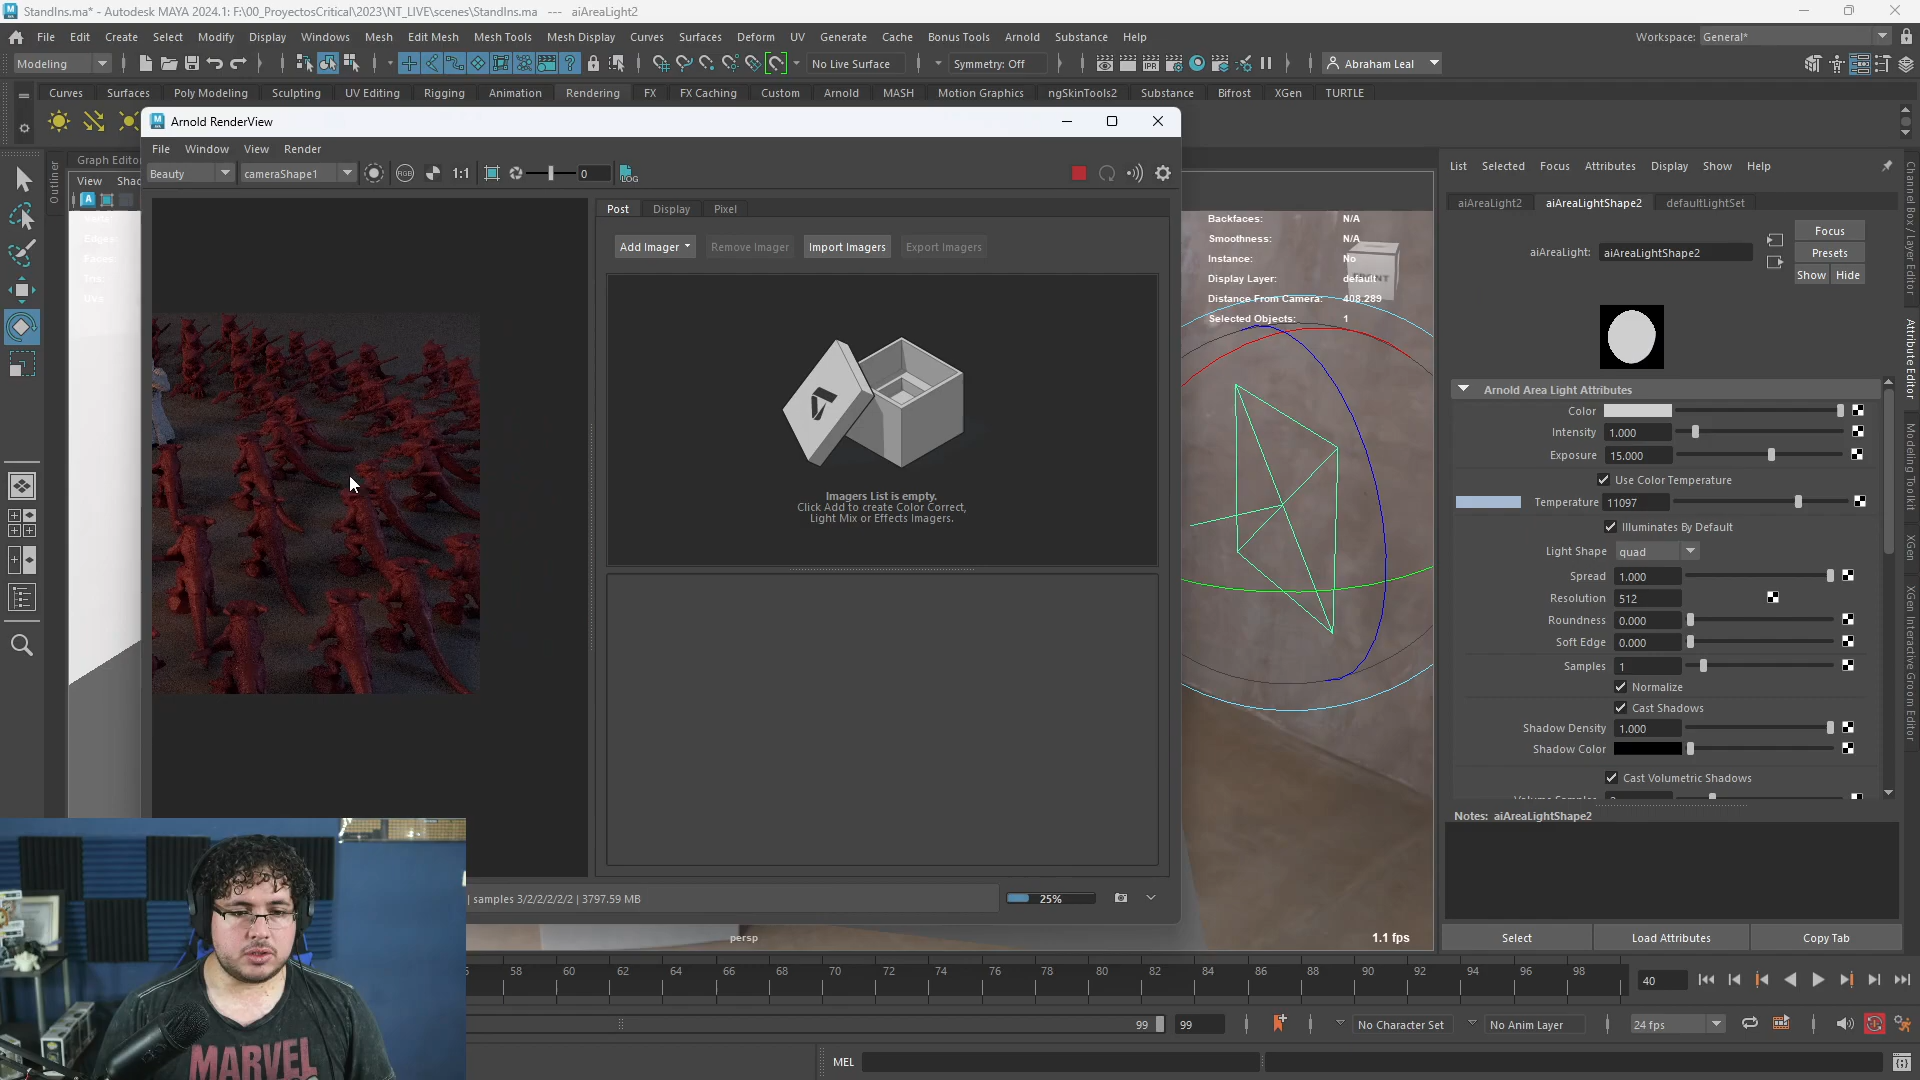 StandIns.ma* - Autodesk MAYA 2024.1: F:\00_ProyectosCritical\2023\NT_LIVE\scenes\StandIns.ma --- aiAreaLight2
File Edit Create Select Modify Display Windows Mesh Edit Mesh Mesh Tools Mesh Display Curves Surfaces Deform UV Generate Cache Bonus Tools Arnold Substance Help
Workspace: General*
Modeling No Live Surface Symmetry: Off Abraham Leal
Curves Surfaces Poly Modeling Sculpting UV Editing Rigging Animation Rendering FX FX Caching Custom Arnold MASH Motion Graphics ngSkinTools2 Substance Bifrost XGen TURTLE
Arnold RenderView
File Window View Render
Beauty cameraShape1 RGB 1:1 0 LOG
Outliner
Graph Editor
View Shad
Edges:
Faces:
Tris:
UVs:
Post Display Pixel
Add Imager Remove Imager Import Imagers Export Imagers
Imagers List is empty.
Click Add to create Color Correct,
Light Mix or Effects Imagers.
samples 3/2/2/2/2/2 | 3797.59 MB
25%
Backfaces: N/A
Smoothness: N/A
Instance: No
Display Layer: default
Distance From Camera: 408.289
Selected Objects: 1
persp
1.1 fps
List Selected Focus Attributes Display Show Help
aiAreaLight2 aiAreaLightShape2 defaultLightSet
aiAreaLight: aiAreaLightShape2
Focus
Presets
Show Hide
Arnold Area Light Attributes
Color
Intensity 1.000
Exposure 15.000
Use Color Temperature
Temperature 11097
Illuminates By Default
Light Shape quad
Spread 1.000
Resolution 512
Roundness 0.000
Soft Edge 0.000
Samples 1
Normalize
Cast Shadows
Shadow Density 1.000
Shadow Color
Cast Volumetric Shadows
Volume Samples 2
Notes: aiAreaLightShape2
Select Load Attributes Copy Tab
Channel Box / Layer Editor
Attribute Editor
Modeling Toolkit
XGen
XGen Interactive Groom Editor
58 60 62 64 66 68 70 72 74 76 78 80 82 84 86 88 90 92 94 96 98
40
99 99 No Character Set No Anim Layer 24 fps
MEL
MARVEL